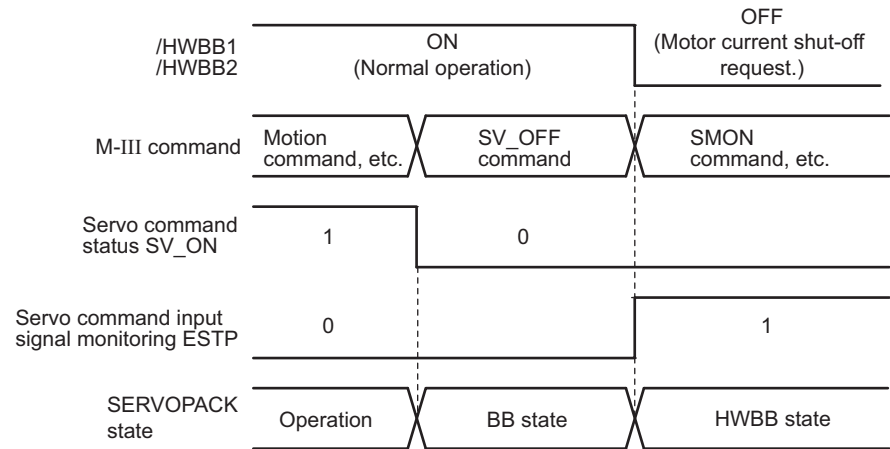 /HWBB1
/HWBB2
ON
(Normal operation)
OFF
(Motor current shut-off
request.)
M-III command
Motion
command, etc.
SV_OFF
command
SMON
command, etc.
Servo command
status SV_ON
1
0
Servo command input
signal monitoring ESTP
0
1
SERVOPACK
state
Operation
BB state
HWBB state